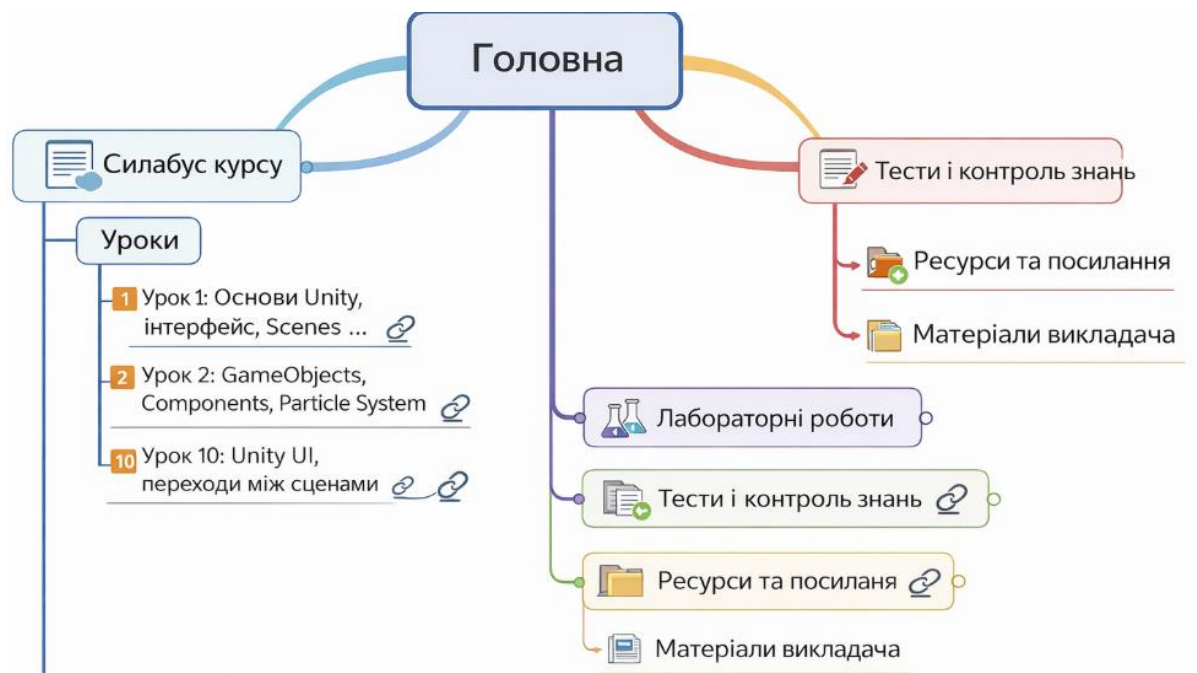 Головна
Силабус курсу
Уроки
1 Урок 1: Основи Unity,
інтерфейс, Scenes ...
2 Урок 2: GameObjects,
Components, Particle System
10 Урок 10: Unity UI,
переходи між сценами
Тести і контроль знань
Ресурси та посилання
Матеріали викладача
Лабораторні роботи
Тести і контроль знань
Ресурси та посиланя
Матеріали викладача